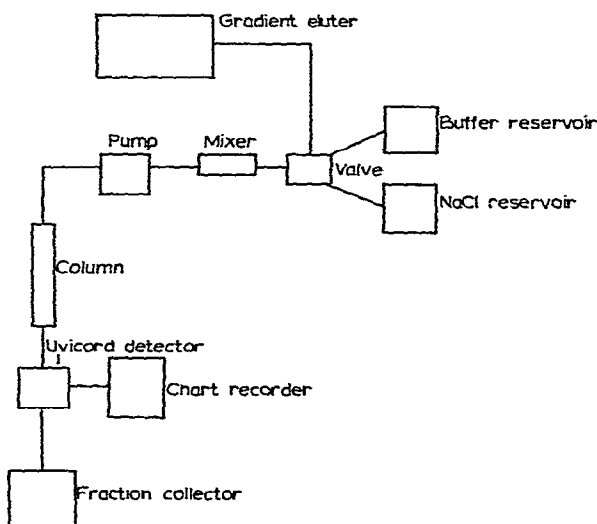 Gradient eluter
Buffer reservoir
Pump
Mixer
Valve
NaCl reservoir
Column
Uvicord detector
Chart recorder
Fraction collector